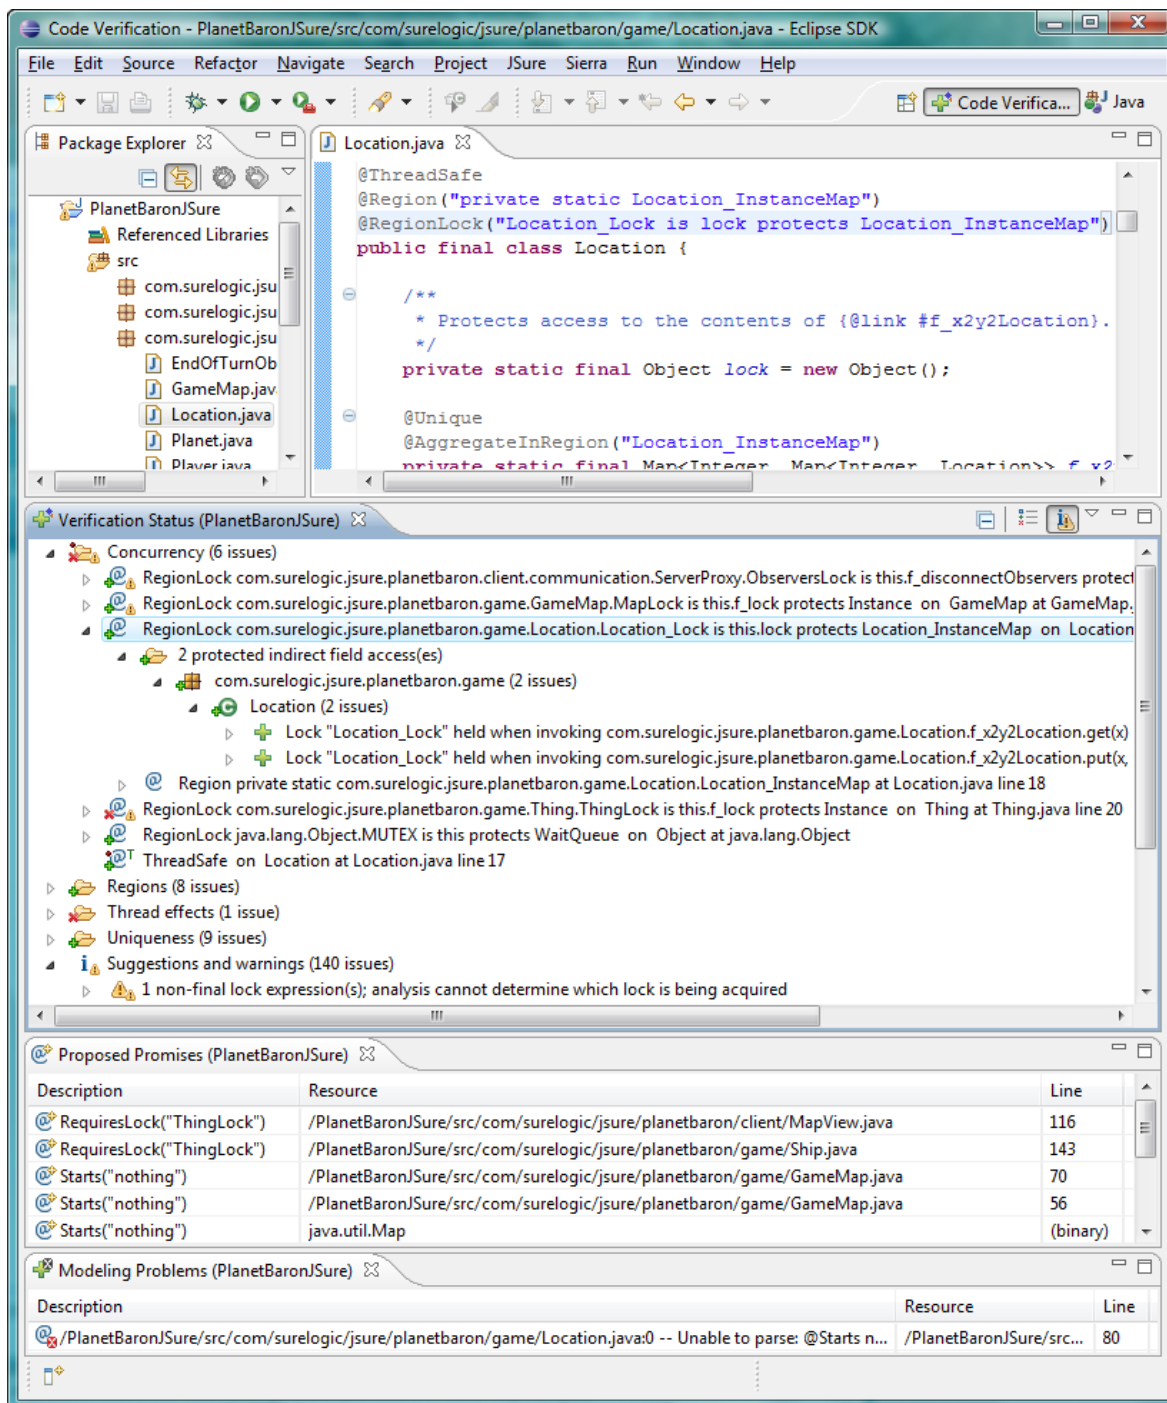 Code Verification - PlanetBaronJSure/src/com/surelogic/jsure/planetbaron/game/Location.java - Eclipse SDK
File Edit Source Refactor Navigate Search Project JSure Sierra Run Window Help
Code Verifica... Java
Package Explorer
PlanetBaronJSure
Referenced Libraries
src
com.surelogic.jsu
com.surelogic.jsu
com.surelogic.jsu
EndOfTurnOb
GameMap.jav
Location.java
Planet.java
Player.java
Location.java
@ThreadSafe
@Region("private static Location_InstanceMap")
@RegionLock("Location_Lock is lock protects Location_InstanceMap")
public final class Location {
/**
* Protects access to the contents of {@link #f_x2y2Location}.
*/
private static final Object lock = new Object();
@Unique
@AggregateInRegion("Location_InstanceMap")
private static final Map<Integer, Map<Integer, Location>> f_x2
Verification Status (PlanetBaronJSure)
Concurrency (6 issues)
RegionLock com.surelogic.jsure.planetbaron.client.communication.ServerProxy.ObserversLock is this.f_disconnectObservers protect
RegionLock com.surelogic.jsure.planetbaron.game.GameMap.MapLock is this.f_lock protects Instance on GameMap at GameMap.
RegionLock com.surelogic.jsure.planetbaron.game.Location.Location_Lock is this.lock protects Location_InstanceMap on Location
2 protected indirect field access(es)
com.surelogic.jsure.planetbaron.game (2 issues)
Location (2 issues)
Lock "Location_Lock" held when invoking com.surelogic.jsure.planetbaron.game.Location.f_x2y2Location.get(x)
Lock "Location_Lock" held when invoking com.surelogic.jsure.planetbaron.game.Location.f_x2y2Location.put(x,
Region private static com.surelogic.jsure.planetbaron.game.Location.Location_InstanceMap at Location.java line 18
RegionLock com.surelogic.jsure.planetbaron.game.Thing.ThingLock is this.f_lock protects Instance on Thing at Thing.java line 20
RegionLock java.lang.Object.MUTEX is this protects WaitQueue on Object at java.lang.Object
ThreadSafe on Location at Location.java line 17
Regions (8 issues)
Thread effects (1 issue)
Uniqueness (9 issues)
Suggestions and warnings (140 issues)
1 non-final lock expression(s); analysis cannot determine which lock is being acquired
Proposed Promises (PlanetBaronJSure)
Description Resource Line
RequiresLock("ThingLock") /PlanetBaronJSure/src/com/surelogic/jsure/planetbaron/client/MapView.java 116
RequiresLock("ThingLock") /PlanetBaronJSure/src/com/surelogic/jsure/planetbaron/game/Ship.java 143
Starts("nothing") /PlanetBaronJSure/src/com/surelogic/jsure/planetbaron/game/GameMap.java 70
Starts("nothing") /PlanetBaronJSure/src/com/surelogic/jsure/planetbaron/game/GameMap.java 56
Starts("nothing") java.util.Map (binary)
Modeling Problems (PlanetBaronJSure)
Description Resource Line
/PlanetBaronJSure/src/com/surelogic/jsure/planetbaron/game/Location.java:0 -- Unable to parse: @Starts n... /PlanetBaronJSure/src... 80